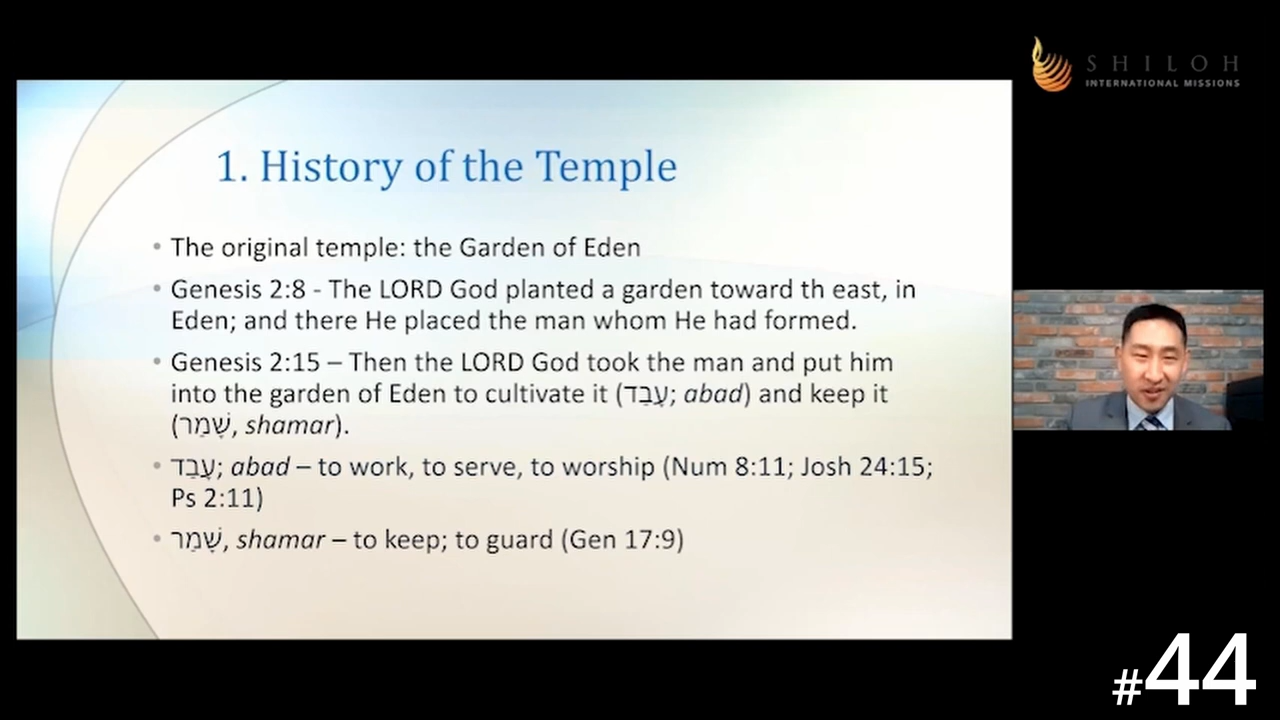 SHILOH
INTERNATIONAL MISSIONS
1. History of the Temple
• The original temple: the Garden of Eden
• Genesis 2:8 - The LORD God planted a garden toward th east, in
Eden; and there He placed the man whom He had formed.
• Genesis 2:15 – Then the LORD God took the man and put him
into the garden of Eden to cultivate it (עָבַד; abad) and keep it
(שָׁמַר, shamar).
• עָבַד; abad – to work, to serve, to worship (Num 8:11; Josh 24:15;
Ps 2:11)
• שָׁמַר, shamar – to keep; to guard (Gen 17:9)
#44